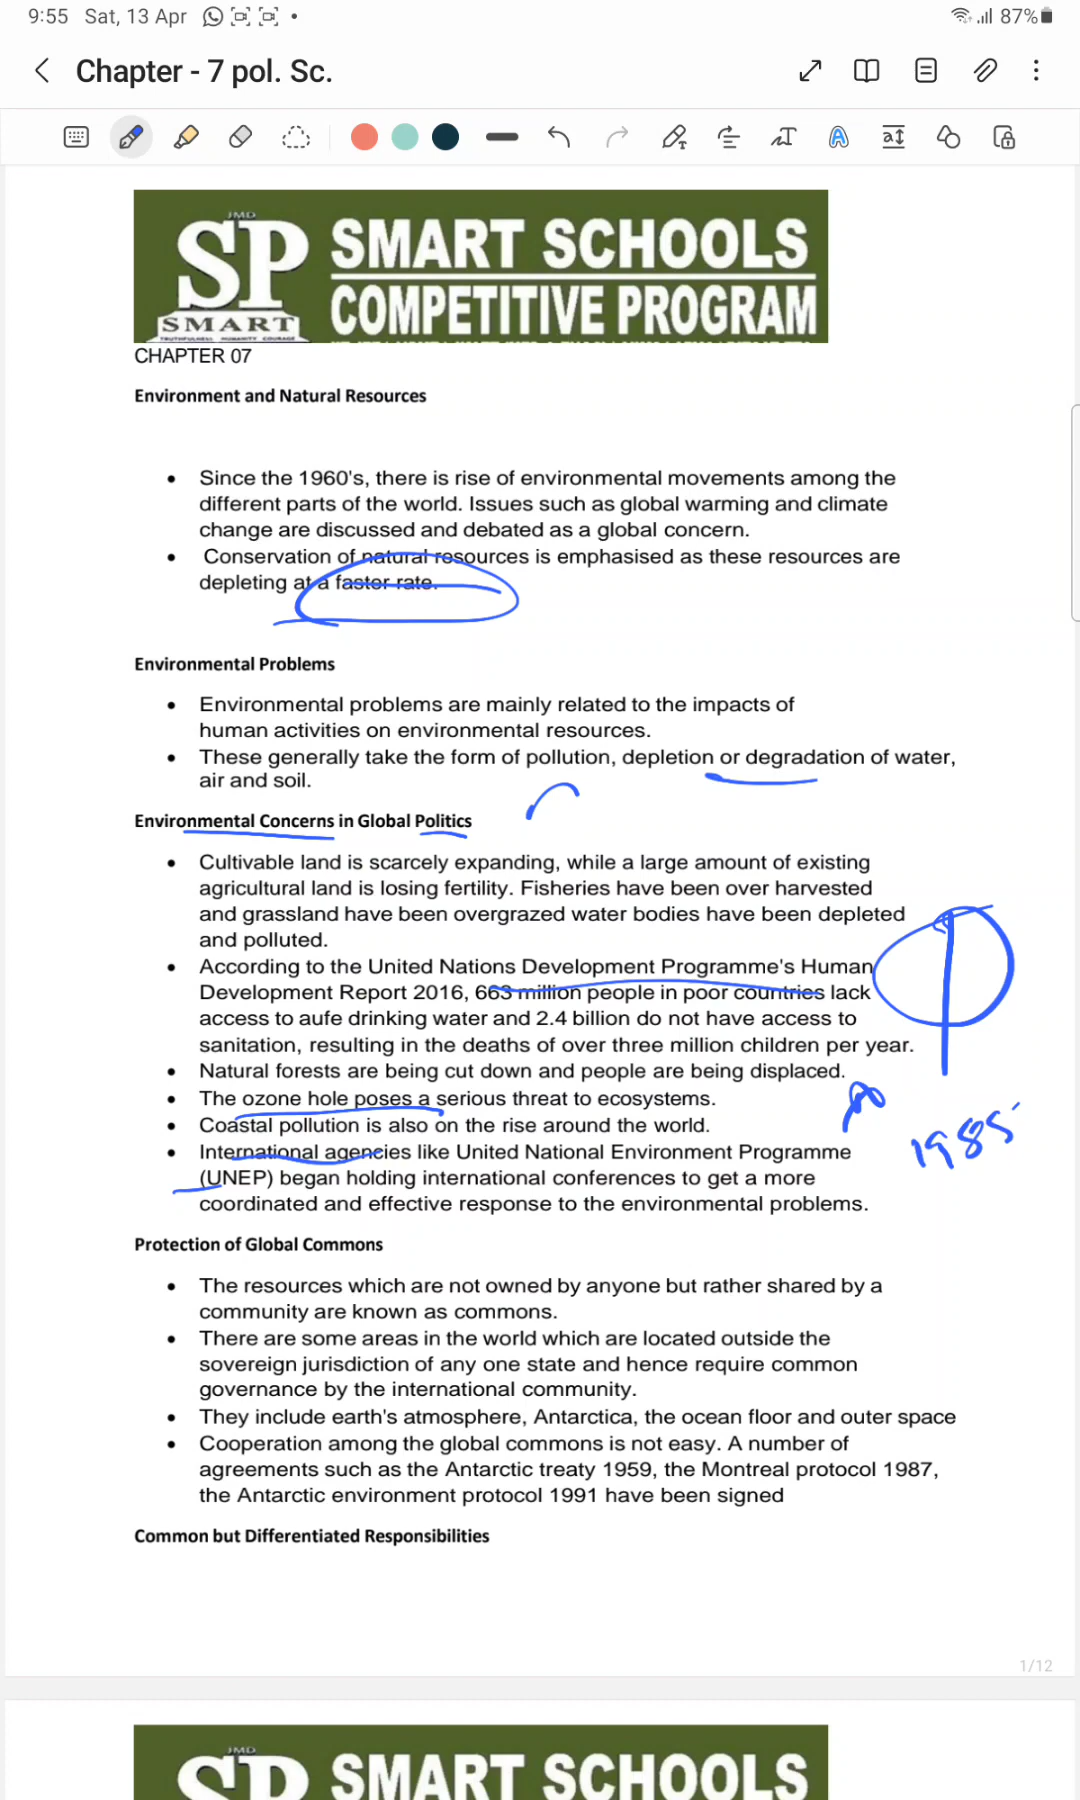 9:55 Sat, 13 Apr
87%
Chapter - 7 pol. Sc.
JMD
SP SMART SCHOOLS
COMPETITIVE PROGRAM
SMART
TRUTHFULNESS HUMANITY COURAGE
CHAPTER 07
Environment and Natural Resources
• Since the 1960's, there is rise of environmental movements among the
different parts of the world. Issues such as global warming and climate
change are discussed and debated as a global concern.
• Conservation of natural resources is emphasised as these resources are
depleting at a faster rate.
Environmental Problems
• Environmental problems are mainly related to the impacts of
human activities on environmental resources.
• These generally take the form of pollution, depletion or degradation of water,
air and soil.
Environmental Concerns in Global Politics
• Cultivable land is scarcely expanding, while a large amount of existing
agricultural land is losing fertility. Fisheries have been over harvested
and grassland have been overgrazed water bodies have been depleted
and polluted.
• According to the United Nations Development Programme's Human
Development Report 2016, 663 million people in poor countries lack
access to aufe drinking water and 2.4 billion do not have access to
sanitation, resulting in the deaths of over three million children per year.
• Natural forests are being cut down and people are being displaced.
• The ozone hole poses a serious threat to ecosystems.
• Coastal pollution is also on the rise around the world.
1985
• International agencies like United National Environment Programme
(UNEP) began holding international conferences to get a more
coordinated and effective response to the environmental problems.
Protection of Global Commons
• The resources which are not owned by anyone but rather shared by a
community are known as commons.
• There are some areas in the world which are located outside the
sovereign jurisdiction of any one state and hence require common
governance by the international community.
• They include earth's atmosphere, Antarctica, the ocean floor and outer space
• Cooperation among the global commons is not easy. A number of
agreements such as the Antarctic treaty 1959, the Montreal protocol 1987,
the Antarctic environment protocol 1991 have been signed
Common but Differentiated Responsibilities
1/12
JMD
SP SMART SCHOOLS